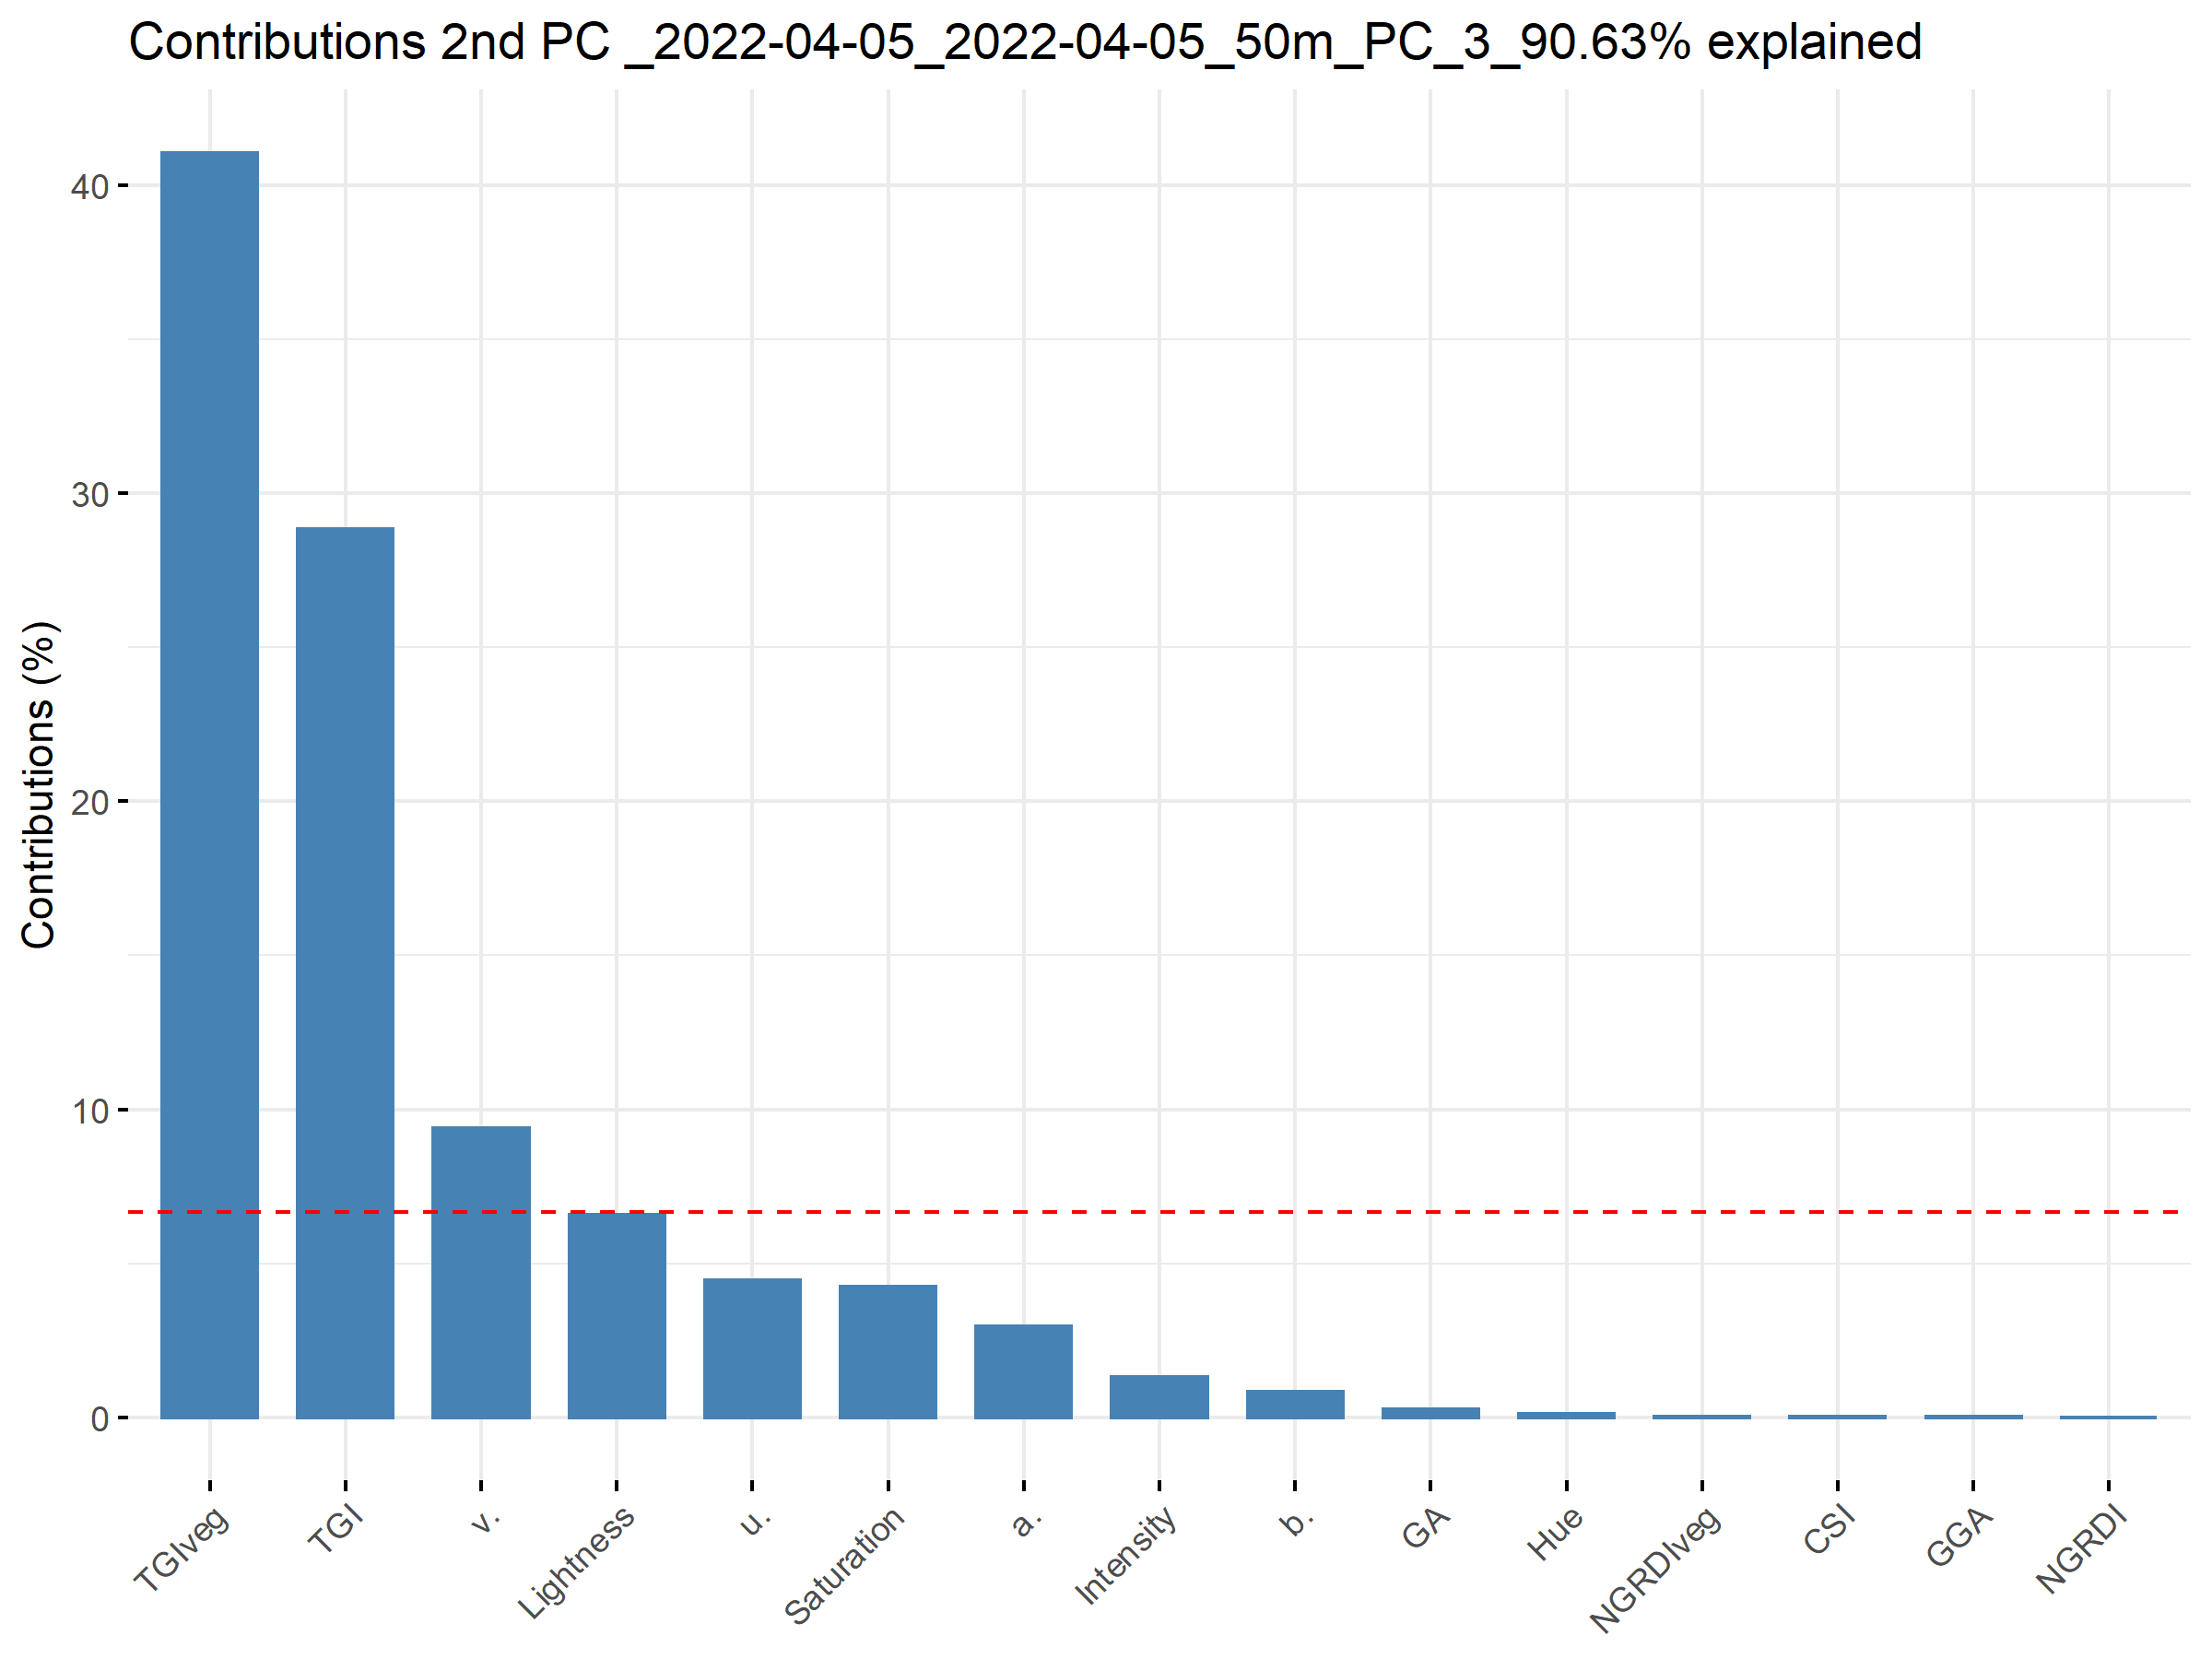 Contributions 2nd PC _2022-04-05_2022-04-05_50m_PC_3_90.63% explained
Contributions (%)
40
30
20
10
0
TGIveg
TGI
v.
Lightness
u.
Saturation
a.
Intensity
b.
GA
Hue
NGRDIveg
CSI
GGA
NGRDI